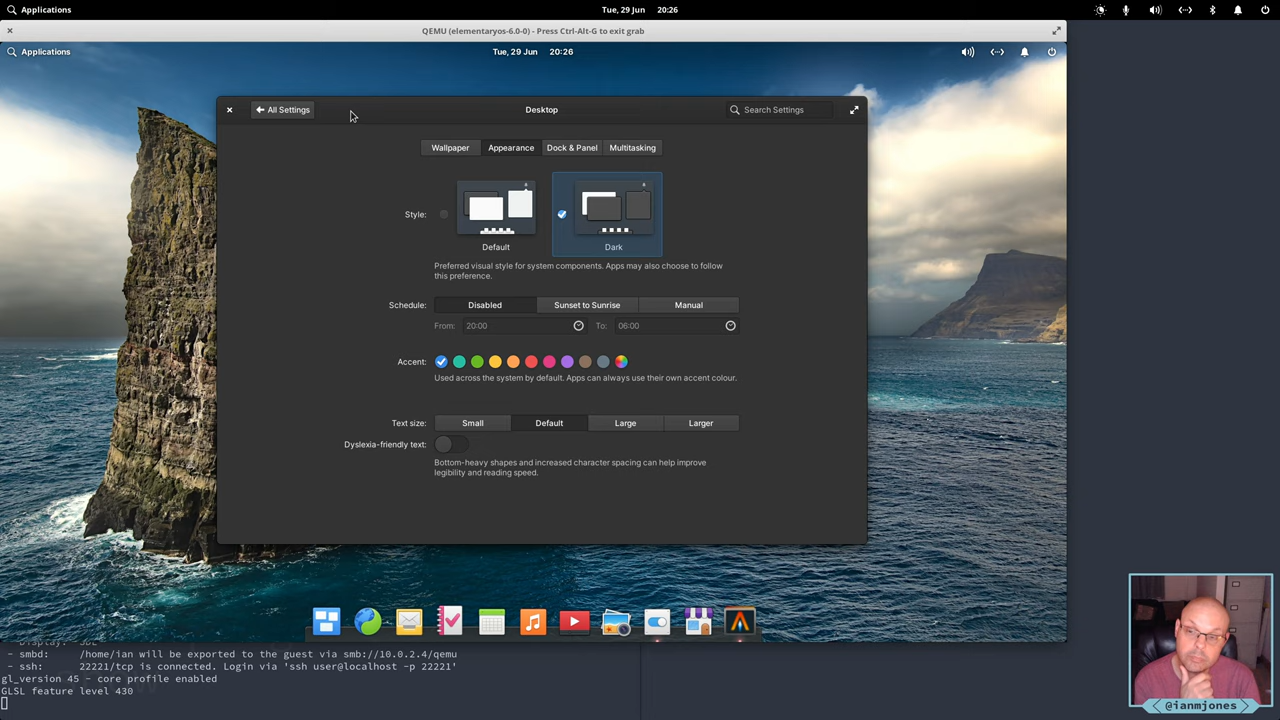 Applications
Tue, 29 Jun 20:26
QEMU (elementaryos-6.0-0) - Press Ctrl-Alt-G to exit grab
Applications
Tue, 29 Jun 20:26
All Settings
Desktop
Search Settings
Wallpaper Appearance Dock & Panel Multitasking
Style:
Default
Dark
Preferred visual style for system components. Apps may also choose to follow
this preference.
Schedule: Disabled Sunset to Sunrise Manual
From: 20:00 To: 06:00
Accent:
Used across the system by default. Apps can always use their own accent colour.
Text size: Small Default Large Larger
Dyslexia-friendly text:
Bottom-heavy shapes and increased character spacing can help improve
legibility and reading speed.
- smbd: /home/ian will be exported to the guest via smb://10.0.2.4/qemu
- ssh: 22221/tcp is connected. Login via 'ssh user@localhost -p 22221'
gl_version 45 - core profile enabled
GLSL feature level 430
@ianmjones